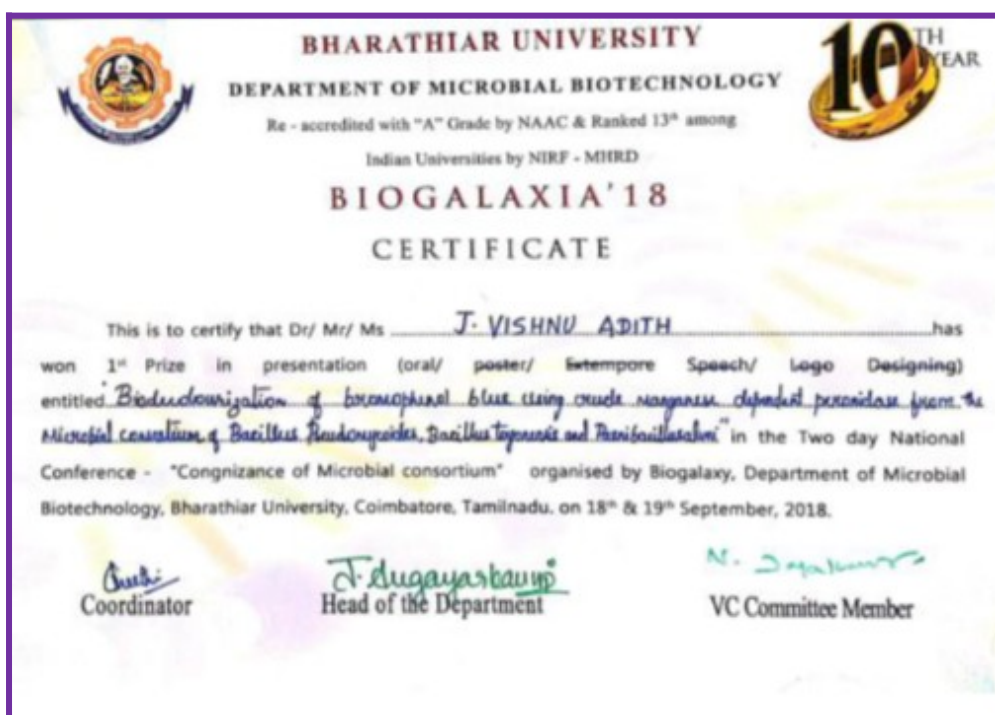 BHARATHIAR UNIVERSITY
10TH YEAR
DEPARTMENT OF MICROBIAL BIOTECHNOLOGY
Re - accredited with "A" Grade by NAAC & Ranked 13th among
Indian Universities by NIRF - MHRD
BIOGALAXIA'18
CERTIFICATE
This is to certify that Dr/ Mr/ Ms J. VISHNU ADITH has
won 1st Prize in presentation (oral/ poster/ Extempore Speech/ Logo Designing)
entitled "Biodecolourization of bromophenol blue using crude manganese dependent peroxidase from the
Microbial consortium of Bacillus Bacillus and in the Two day National
Conference - "Congnizance of Microbial consortium" organised by Biogalaxy, Department of Microbial
Biotechnology, Bharathiar University, Coimbatore, Tamilnadu. on 18th & 19th September, 2018.
Coordinator
Head of the Department
VC Committee Member